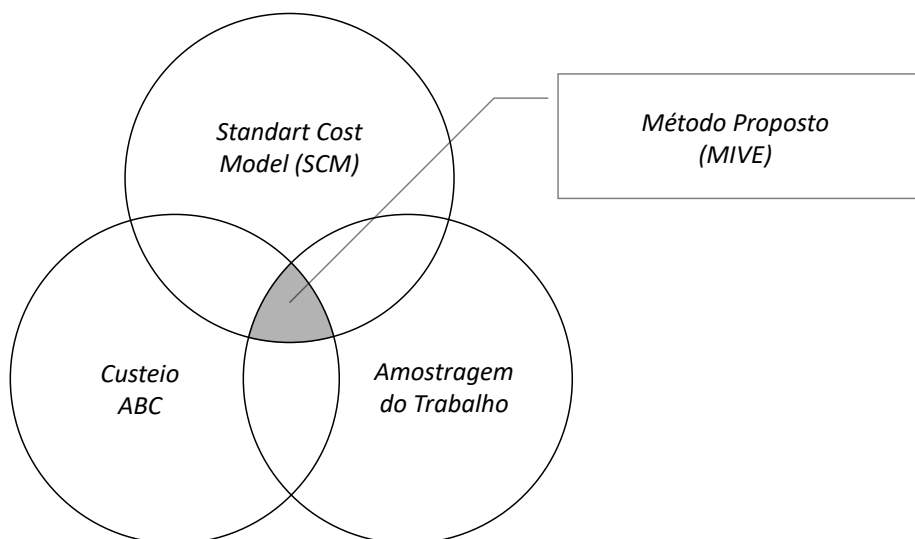 Standart Cost
Model (SCM)
Método Proposto
(MIVE)
Custeio
ABC
Amostragem
do Trabalho